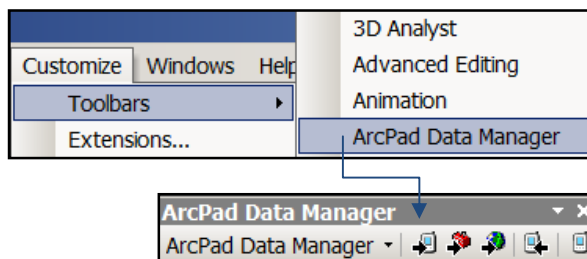 3D Analyst
Customize Windows Help
Advanced Editing
Toolbars
Animation
Extensions...
ArcPad Data Manager
ArcPad Data Manager
ArcPad Data Manager